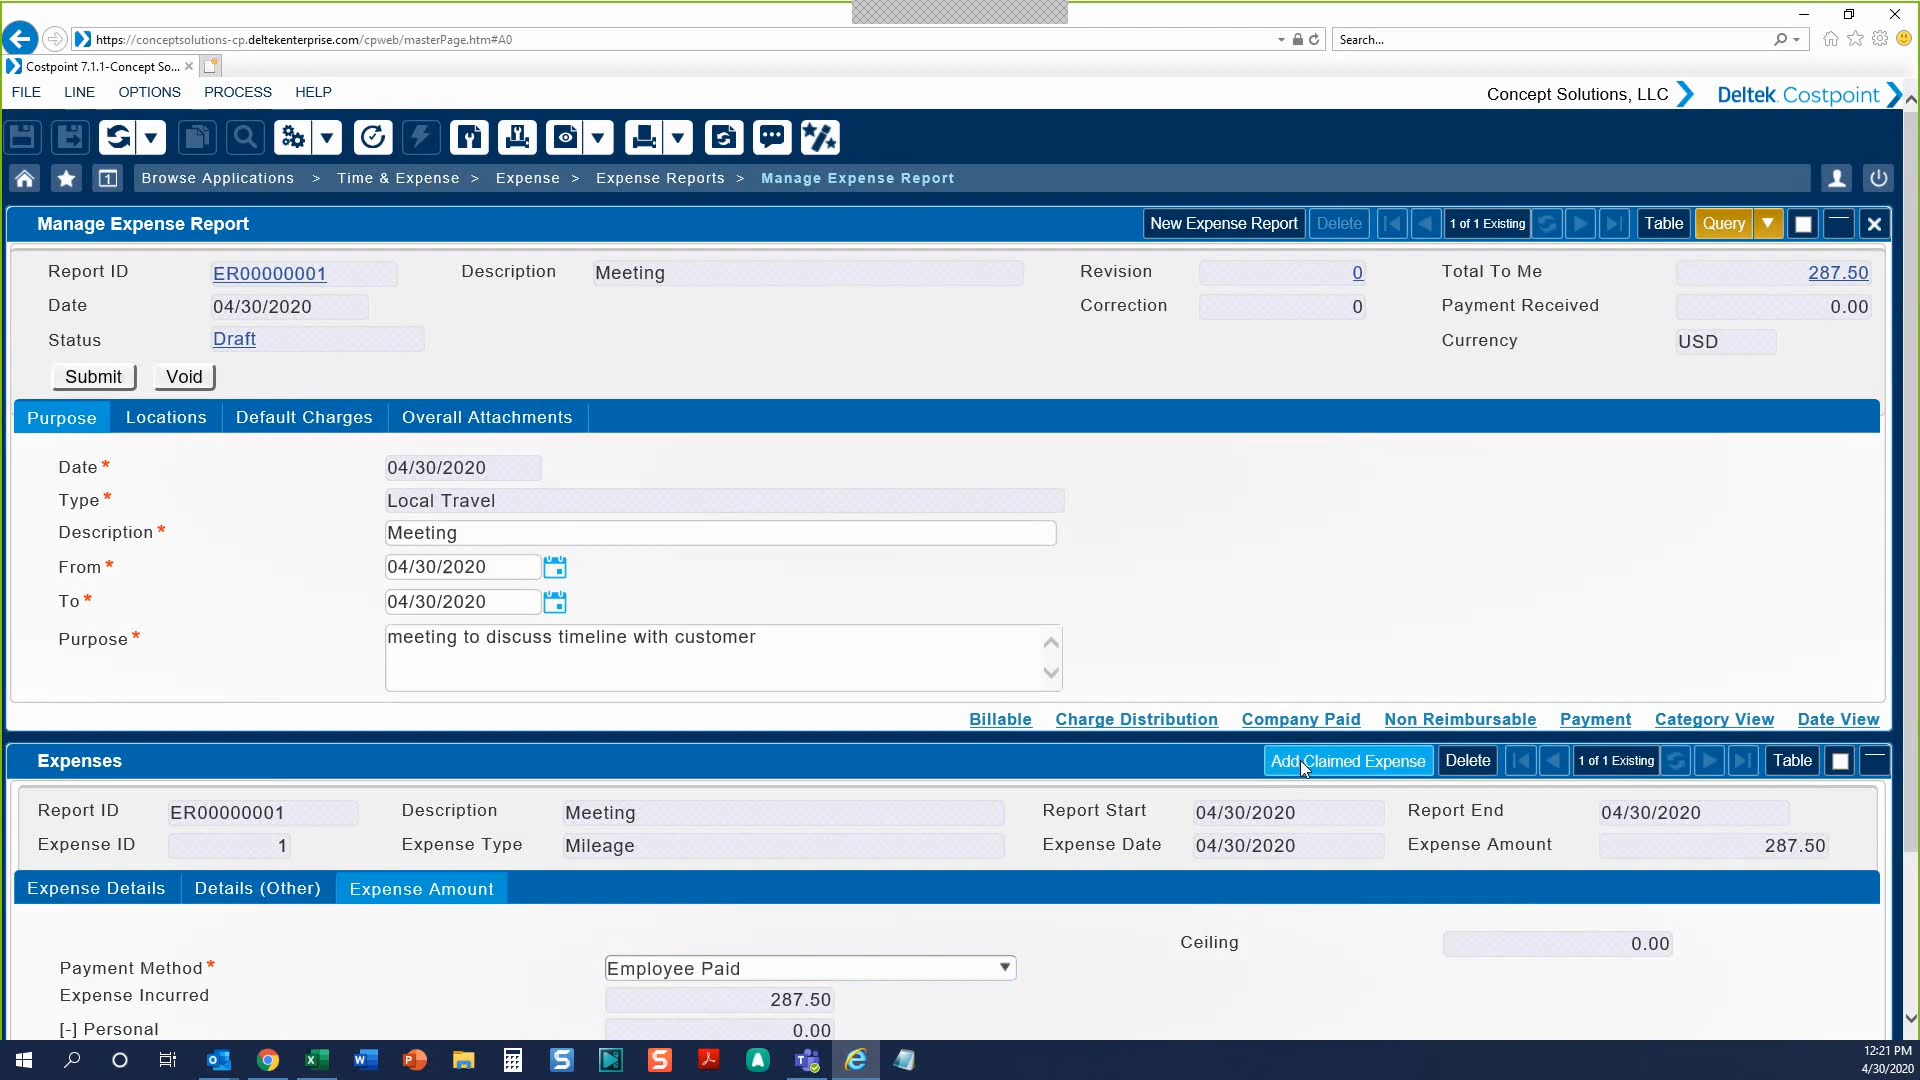 https://conceptsolutions-cp.deltekenterprise.com/cpweb/masterPage.htm#A0
Search...
Costpoint 7.1.1-Concept So...
FILE LINE OPTIONS PROCESS HELP
Concept Solutions, LLC
Deltek Costpoint
1
Browse Applications > Time & Expense > Expense > Expense Reports > Manage Expense Report
Manage Expense Report
New Expense Report Delete 1 of 1 Existing Table Query
Report ID ER00000001 Description Meeting Revision 0 Total To Me 287.50
Date 04/30/2020 Correction 0 Payment Received 0.00
Status Draft Currency USD
Submit Void
Purpose Locations Default Charges Overall Attachments
Date * 04/30/2020
Type * Local Travel
Description * Meeting
From * 04/30/2020
To * 04/30/2020
Purpose * meeting to discuss timeline with customer
Billable Charge Distribution Company Paid Non Reimbursable Payment Category View Date View
Expenses
Add Claimed Expense Delete 1 of 1 Existing Table
Report ID ER00000001 Description Meeting Report Start 04/30/2020 Report End 04/30/2020
Expense ID 1 Expense Type Mileage Expense Date 04/30/2020 Expense Amount 287.50
Expense Details Details (Other) Expense Amount
Ceiling 0.00
Payment Method * Employee Paid
Expense Incurred 287.50
[-] Personal 0.00
12:21 PM
4/30/2020